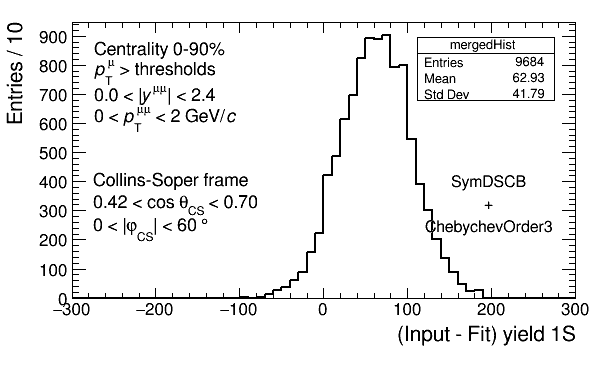 Entries / 10
900
800
700
600
500
400
300
200
100
0
−300 −200 −100 0 100 200 300
(Input - Fit) yield 1S
Centrality 0-90%
p_T^μ > thresholds
0.0 < |y^μμ| < 2.4
0 < p_T^μμ < 2 GeV/c
Collins-Soper frame
0.42 < cos θ_CS < 0.70
0 < |φ_CS| < 60 °
mergedHist
Entries 9684
Mean 62.93
Std Dev 41.79
SymDSCB
+
ChebychevOrder3